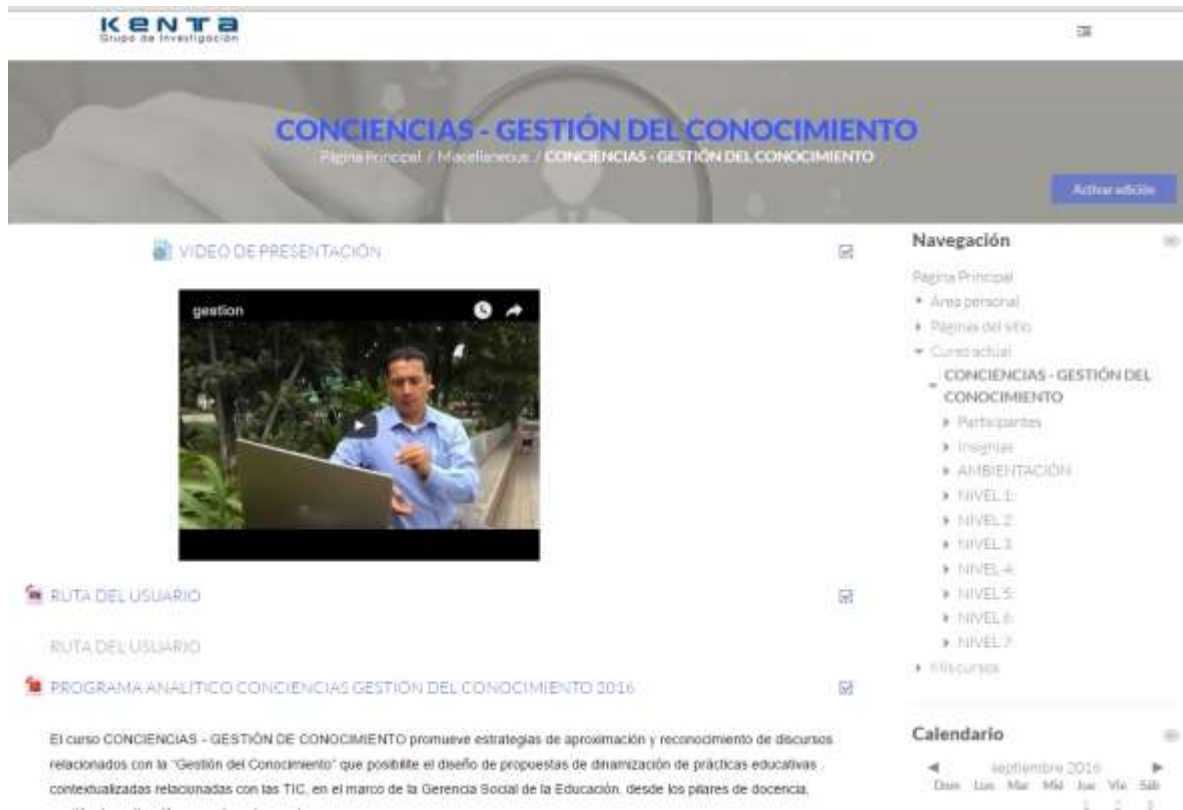 KENTA
Grupo de Investigación
CONCIENCIAS - GESTIÓN DEL CONOCIMIENTO
Página Principal / Miscellaneous / CONCIENCIAS - GESTIÓN DEL CONOCIMIENTO
Activar edición
VIDEO DE PRESENTACIÓN
gestion
RUTA DEL USUARIO
RUTA DEL USUARIO
PROGRAMA ANALÍTICO CONCIENCIAS GESTIÓN DEL CONOCIMIENTO 2016
El curso CONCIENCIAS - GESTIÓN DE CONOCIMIENTO promueve estrategias de aproximación y reconocimiento de discursos
relacionados con la "Gestión del Conocimiento" que posibilite el diseño de propuestas de dinamización de prácticas educativas
contextualizadas relacionadas con las TIC, en el marco de la Gerencia Social de la Educación, desde los pilares de docencia,
Navegación
Página Principal
Área personal
Páginas del sitio
Curso actual
CONCIENCIAS - GESTIÓN DEL
CONOCIMIENTO
Participantes
Insignias
AMBIENTACIÓN
NIVEL 1:
NIVEL 2:
NIVEL 3:
NIVEL 4:
NIVEL 5:
NIVEL 6:
NIVEL 7:
Mis cursos
Calendario
septiembre 2016
Dom Lun Mar Mié Jue Vie Sáb
1 2 3